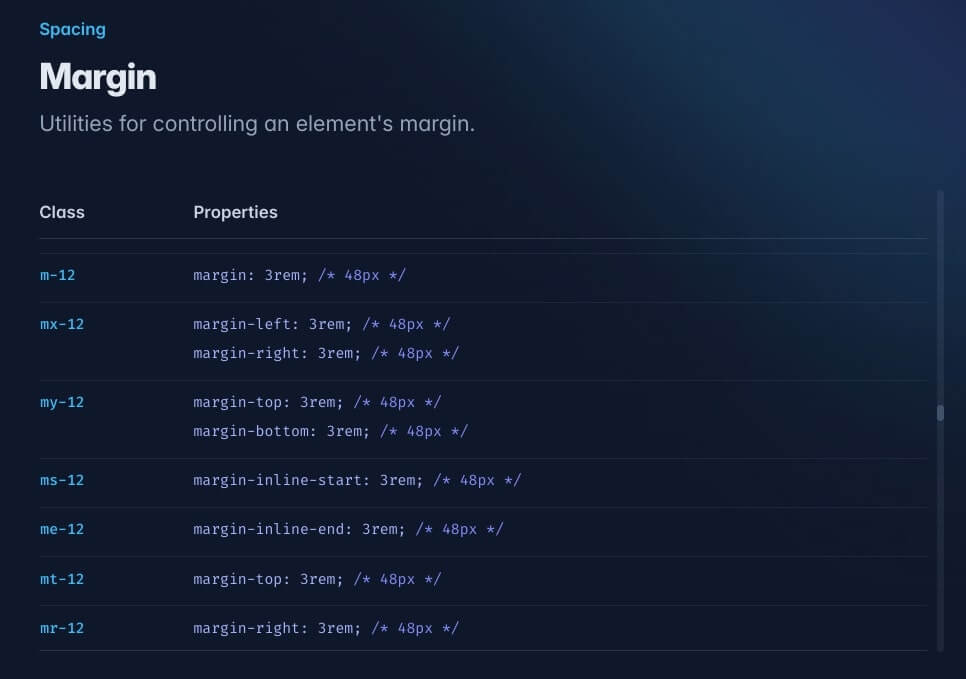 Spacing
Margin
Utilities for controlling an element's margin.
Class Properties
m-12 margin: 3rem; /* 48px */
mx-12 margin-left: 3rem; /* 48px */
margin-right: 3rem; /* 48px */
my-12 margin-top: 3rem; /* 48px */
margin-bottom: 3rem; /* 48px */
ms-12 margin-inline-start: 3rem; /* 48px */
me-12 margin-inline-end: 3rem; /* 48px */
mt-12 margin-top: 3rem; /* 48px */
mr-12 margin-right: 3rem; /* 48px */